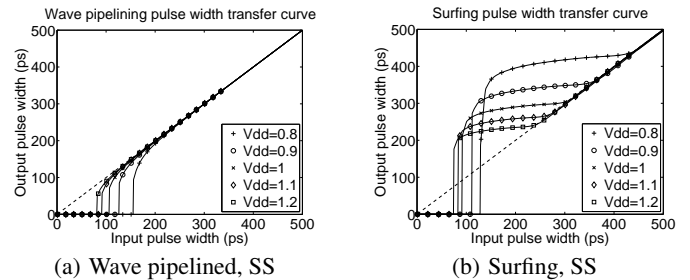 Wave pipelining pulse width transfer curve
500
400
300
200
100
0
0 100 200 300 400 500
Output pulse width (ps)
Input pulse width (ps)
Vdd=0.8
Vdd=0.9
Vdd=1
Vdd=1.1
Vdd=1.2
(a) Wave pipelined, SS
Surfing pulse width transfer curve
500
400
300
200
100
0
0 100 200 300 400 500
Output pulse width (ps)
Input pulse width (ps)
Vdd=0.8
Vdd=0.9
Vdd=1
Vdd=1.1
Vdd=1.2
(b) Surfing, SS